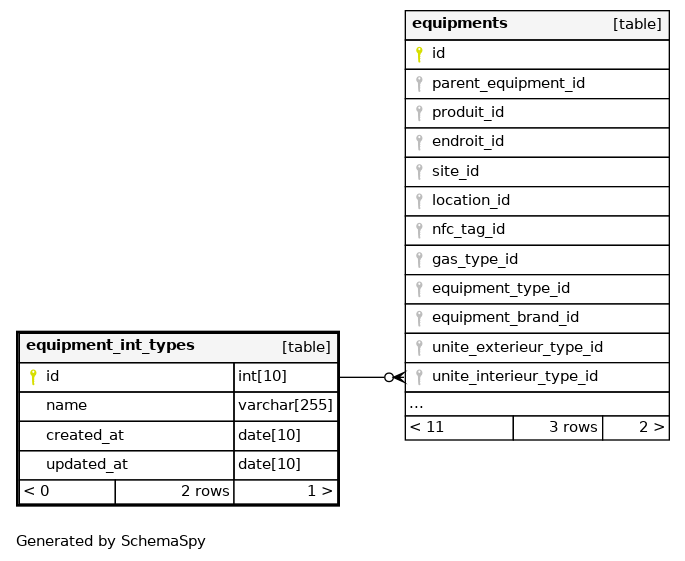 equipments [table]
id
parent_equipment_id
produit_id
endroit_id
site_id
location_id
nfc_tag_id
gas_type_id
equipment_type_id
equipment_brand_id
unite_exterieur_type_id
unite_interieur_type_id
...
< 11 3 rows 2 >
equipment_int_types [table]
id int[10]
name varchar[255]
created_at date[10]
updated_at date[10]
< 0 2 rows 1 >
Generated by SchemaSpy